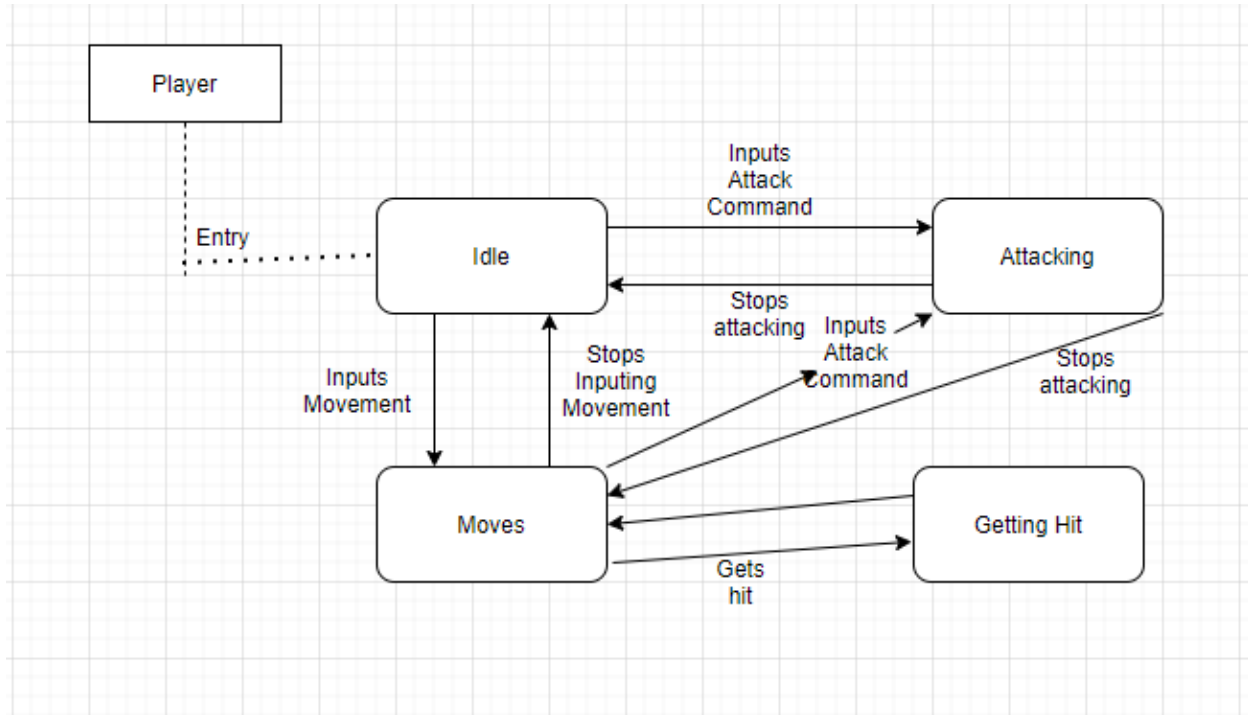 Player
Entry
Inputs
Attack
Command
Idle
Attacking
Stops
attacking
Inputs
Attack
Command
Stops
attacking
Inputs
Movement
Stops
Inputing
Movement
Moves
Getting Hit
Gets
hit